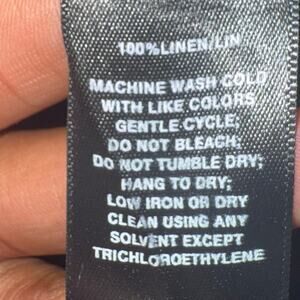 100% LINEN/LIN
MACHINE WASH COLD
WITH LIKE COLORS
GENTLE CYCLE;
DO NOT BLEACH;
DO NOT TUMBLE DRY;
HANG TO DRY;
LOW IRON OR DRY
CLEAN USING ANY
SOLVENT EXCEPT
TRICHLOROETHYLENE